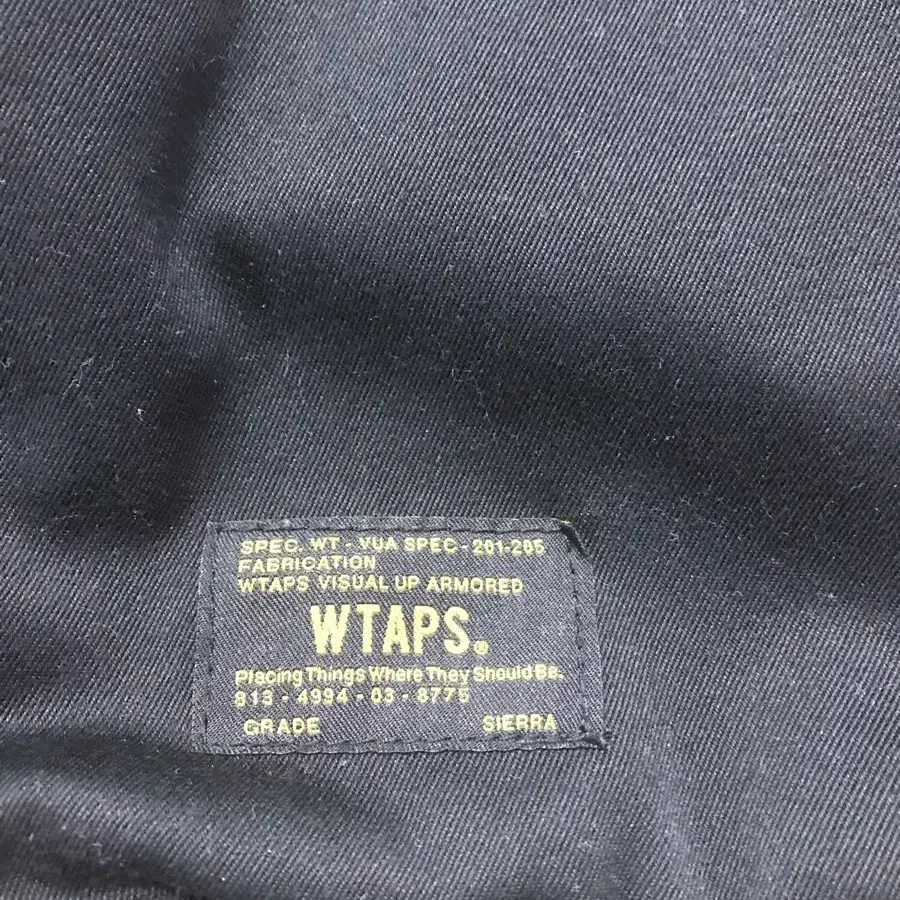 SPEC. WT - VUA SPEC - 201-205
FABRICATION
WTAPS VISUAL UP ARMORED
WTAPS.®
Placing Things Where They Should Be.
813 - 4994 - 03 - 8775
GRADE SIERRA